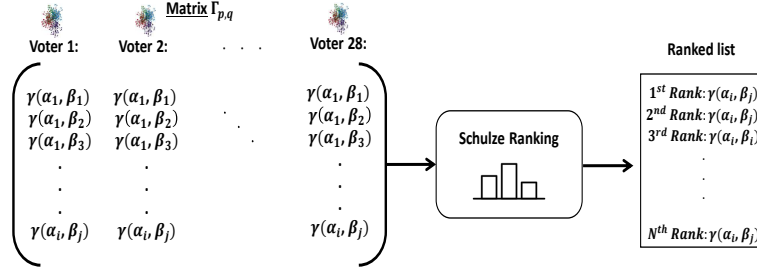 Matrix Γp,q
Voter 1: Voter 2: . . . Voter 28:
γ(α1, β1) γ(α1, β1) γ(α1, β1)
γ(α1, β2) γ(α1, β2) . γ(α1, β2)
γ(α1, β3) γ(α1, β3) . . γ(α1, β3)
. . .
. . .
. . .
γ(αi, βj) γ(αi, βj) γ(αi, βj)
Schulze Ranking
Ranked list
1st Rank: γ(αi, βj)
2nd Rank: γ(αi, βj)
3rd Rank: γ(αi, βi)
.
.
.
Nth Rank: γ(αi, βj)